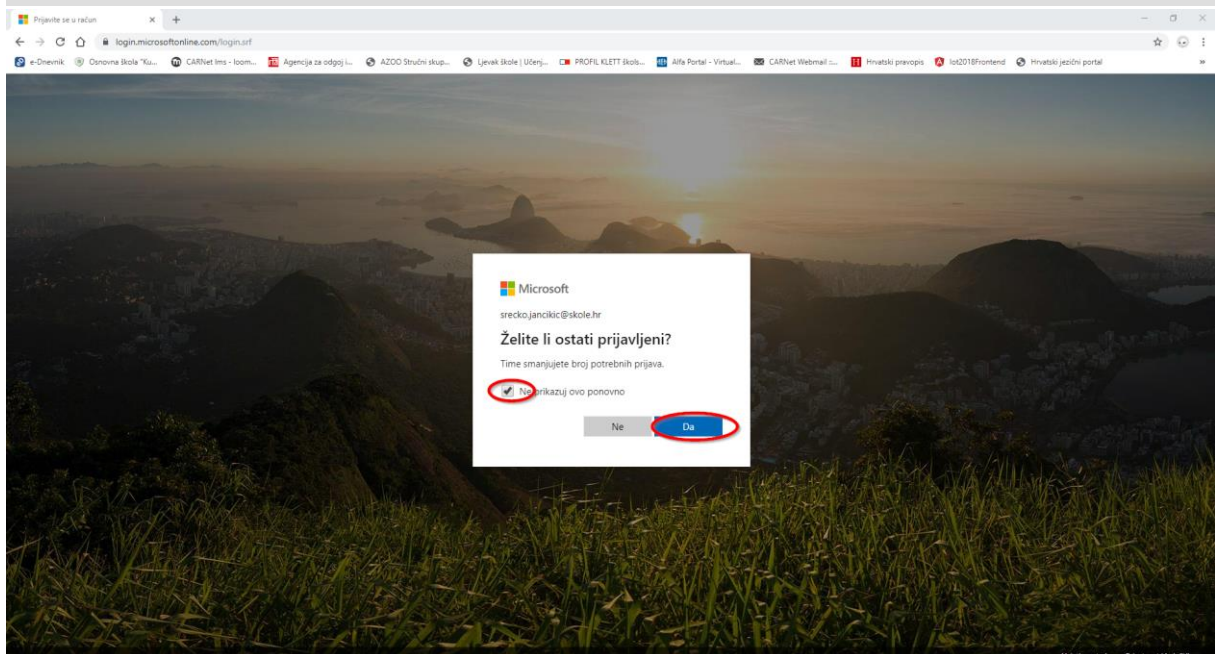 Prijavite se u račun
login.microsoftonline.com/login.srf
e-Dnevnik Osnovna škola "Ku... CARNet lms - loom... Agencija za odgoj i... AZOO Stručni skup... Ljevak škole | Učenj... PROFIL KLETT škols... Alfa Portal - Virtual... CARNet Webmail ::... Hrvatski pravopis Iot2018Frontend Hrvatski jezični portal
Microsoft
srecko.jancikic@skole.hr
Želite li ostati prijavljeni?
Time smanjujete broj potrebnih prijava.
Ne prikazuj ovo ponovno
Ne Da